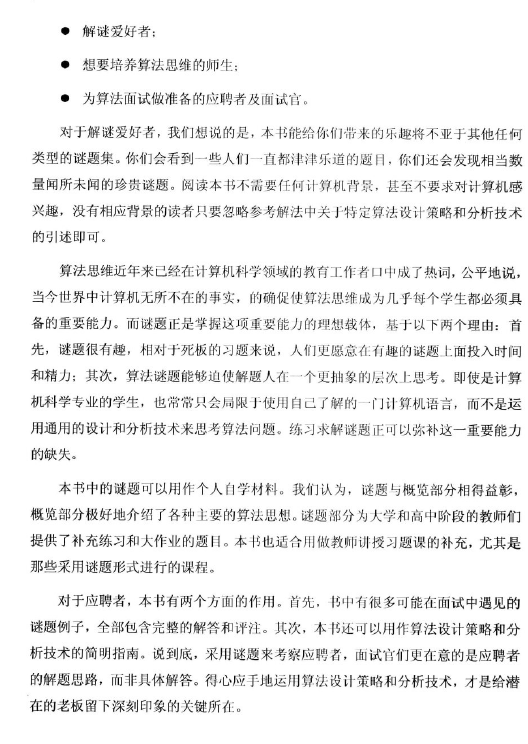 ● 解谜爱好者；
● 想要培养算法思维的师生；
● 为算法面试做准备的应聘者及面试官。
对于解谜爱好者，我们想说的是，本书能给你们带来的乐趣将不亚于其他任何
类型的谜题集。你们会看到一些人们一直都津津乐道的题目，你们还会发现相当数
量闻所未闻的珍贵谜题。阅读本书不需要任何计算机背景，甚至不要求对计算机感
兴趣，没有相应背景的读者只要忽略参考解法中关于特定算法设计策略和分析技术
的引述即可。
算法思维近年来已经在计算机科学领域的教育工作者口中成了热词，公平地说，
当今世界中计算机无所不在的事实，的确促使算法思维成为几乎每个学生都必须具
备的重要能力。而谜题正是掌握这项重要能力的理想载体，基于以下两个理由：首
先，谜题很有趣，相对于死板的习题来说，人们更愿意在有趣的谜题上面投入时间
和精力；其次，算法谜题能够迫使解题人在一个更抽象的层次上思考。即使是计算
机科学专业的学生，也常常只会局限于使用自己了解的一门计算机语言，而不是运
用通用的设计和分析技术来思考算法问题。练习求解谜题正可以弥补这一重要能力
的缺失。
本书中的谜题可以用作个人自学材料。我们认为，谜题与概览部分相得益彰，
概览部分极好地介绍了各种主要的算法思想。谜题部分为大学和高中阶段的教师们
提供了补充练习和大作业的题目。本书也适合用做教师讲授习题课的补充，尤其是
那些采用谜题形式进行的课程。
对于应聘者，本书有两个方面的作用。首先，书中有很多可能在面试中遇见的
谜题例子，全部包含完整的解答和评注。其次，本书还可以用作算法设计策略和分
析技术的简明指南。说到底，采用谜题来考察应聘者，面试官们更在意的是应聘者
的解题思路，而非具体解答。得心应手地运用算法设计策略和分析技术，才是给潜
在的老板留下深刻印象的关键所在。